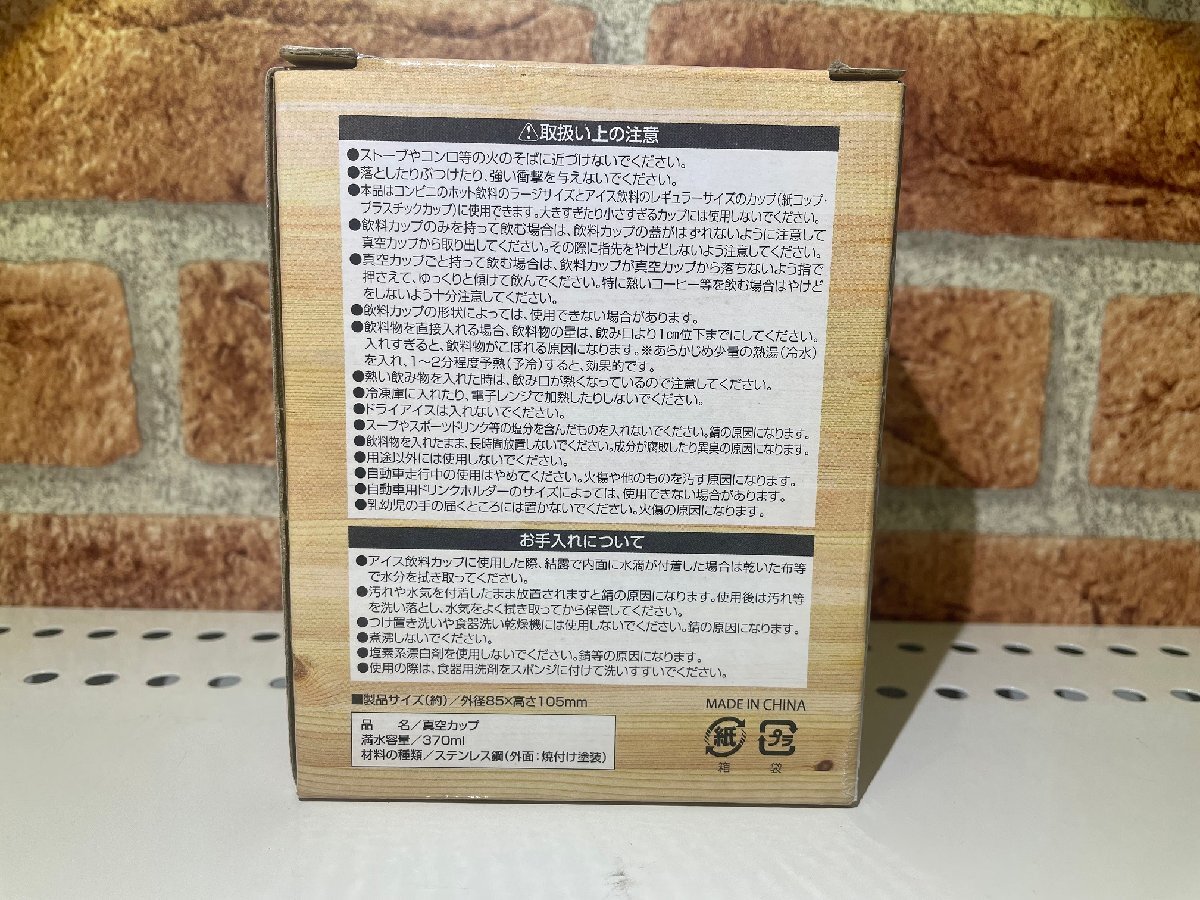 ⚠取扱い上の注意
●ストーブやコンロ等の火のそばに近づけないでください。
●落としたりぶつけたり、強い衝撃を与えないでください。
●本品はコンビニのホット飲料のラージサイズとアイス飲料のレギュラーサイズのカップ(紙コップ・
プラスチックカップ)に使用できます。大きすぎたり小さすぎるカップには使用しないでください。
●飲料カップのみを持って飲む場合は、飲料カップの蓋がはずれないように注意して
真空カップから取り出してください。その際に指先をやけどしないよう注意してください。
●真空カップごと持って飲む場合は、飲料カップが真空カップから落ちないよう指で
押さえて、ゆっくりと傾けて飲んでください。特に熱いコーヒー等を飲む場合はやけど
をしないよう十分注意してください。
●飲料カップの形状によっては、使用できない場合があります。
●飲料物を直接入れる場合、飲料物の量は、飲み口より1cm位下までにしてください。
入れすぎると、飲料物がこぼれる原因になります。※あらかじめ少量の熱湯(冷水)
を入れ、1〜2分程度予熱(予冷)すると、効果的です。
●熱い飲み物を入れた時は、飲み口が熱くなっているので注意してください。
●冷凍庫に入れたり、電子レンジで加熱したりしないでください。
●ドライアイスは入れないでください。
●スープやスポーツドリンク等の塩分を含んだものを入れないでください。錆の原因になります。
●飲料物を入れたまま、長時間放置しないでください。成分が腐敗したり異臭の原因になります。
●用途以外には使用しないでください。
●自動車走行中の使用はやめてください。火傷や他のものを汚す原因になります。
●自動車用ドリンクホルダーのサイズによっては、使用できない場合があります。
●乳幼児の手の届くところには置かないでください。火傷の原因になります。
お手入れについて
●アイス飲料カップに使用した際、結露で内面に水滴が付着した場合は乾いた布等
で水分を拭き取ってください。
●汚れや水気を付着したまま放置されますと錆の原因になります。使用後は汚れ等
を洗い落とし、水気をよく拭き取ってから保管してください。
●つけ置き洗いや食器洗い乾燥機には使用しないでください。錆の原因になります。
●煮沸しないでください。
●塩素系漂白剤を使用しないでください。錆等の原因になります。
●使用の際は、食器用洗剤をスポンジに付けて洗いすすいでください。
■製品サイズ(約)/外径85×高さ105mm
品 名/真空カップ
満水容量/370ml
材料の種類/ステンレス鋼(外面:焼付け塗装)
MADE IN CHINA
紙 プラ
箱 袋